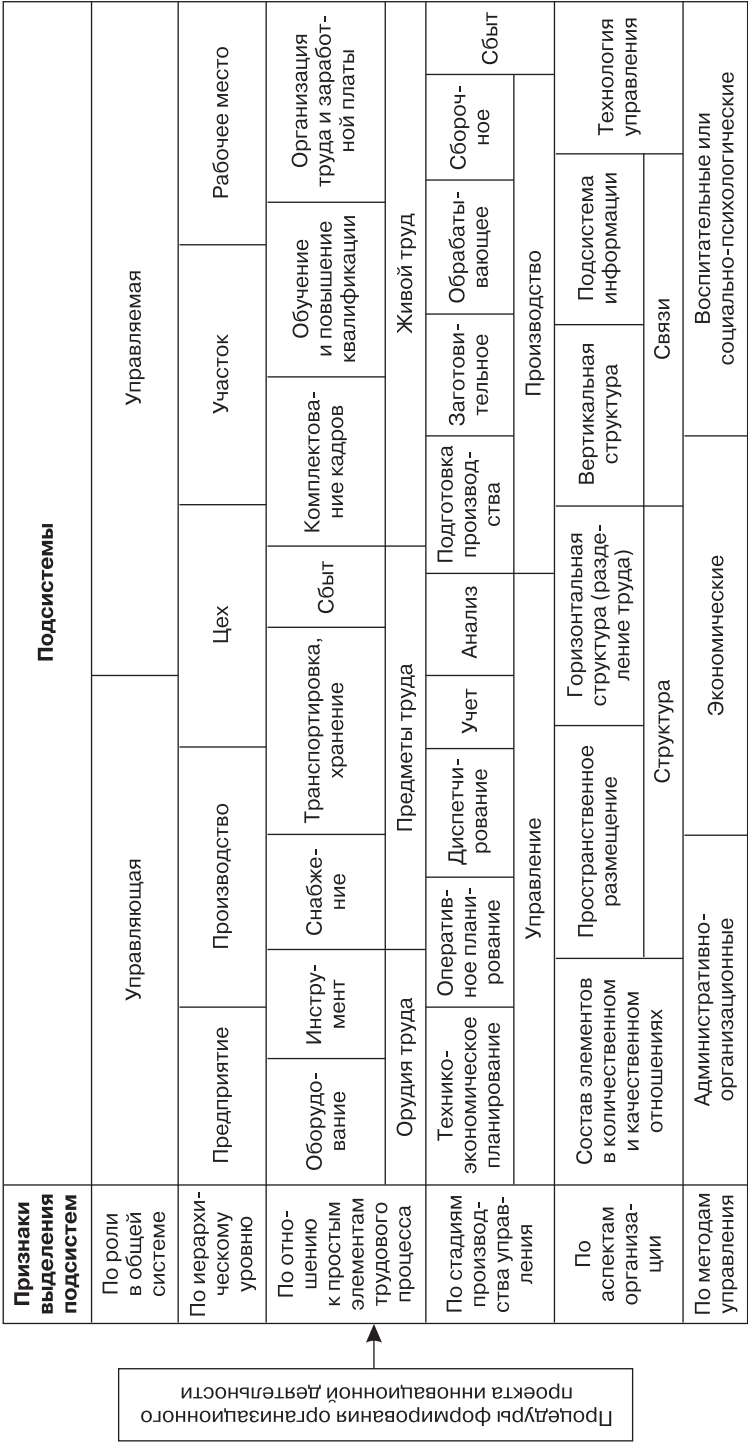 Процедуры формирования организационного
проекта инновационной деятельности
Признаки
выделения
подсистем
Подсистемы
По роли
в общей
системе
Управляющая
Управляемая
По иерархи-
ческому
уровню
Предприятие
Производство
Цех
Участок
Рабочее место
По отно-
шению
к простым
элементам
трудового
процесса
Оборудо-
вание
Инстру-
мент
Снабже-
ние
Транспортировка,
хранение
Сбыт
Комплектова-
ние кадров
Обучение
и повышение
квалификации
Организация
труда и заработ-
ной платы
Орудия труда
Предметы труда
Живой труд
По стадиям
производ-
ства управ-
ления
Технико-
экономическое
планирование
Оператив-
ное плани-
рование
Диспетчи-
рование
Учет
Анализ
Подготовка
производ-
ства
Заготови-
тельное
Обрабаты-
вающее
Сбороч-
ное
Сбыт
Управление
Производство
По
аспектам
организа-
ции
Состав элементов
в количественном
и качественном
отношениях
Пространственное
размещение
Горизонтальная
структура (разде-
ление труда)
Вертикальная
структура
Подсистема
информации
Технология
управления
Структура
Связи
По методам
управления
Административно-
организационные
Экономические
Воспитательные или
социально-психологические